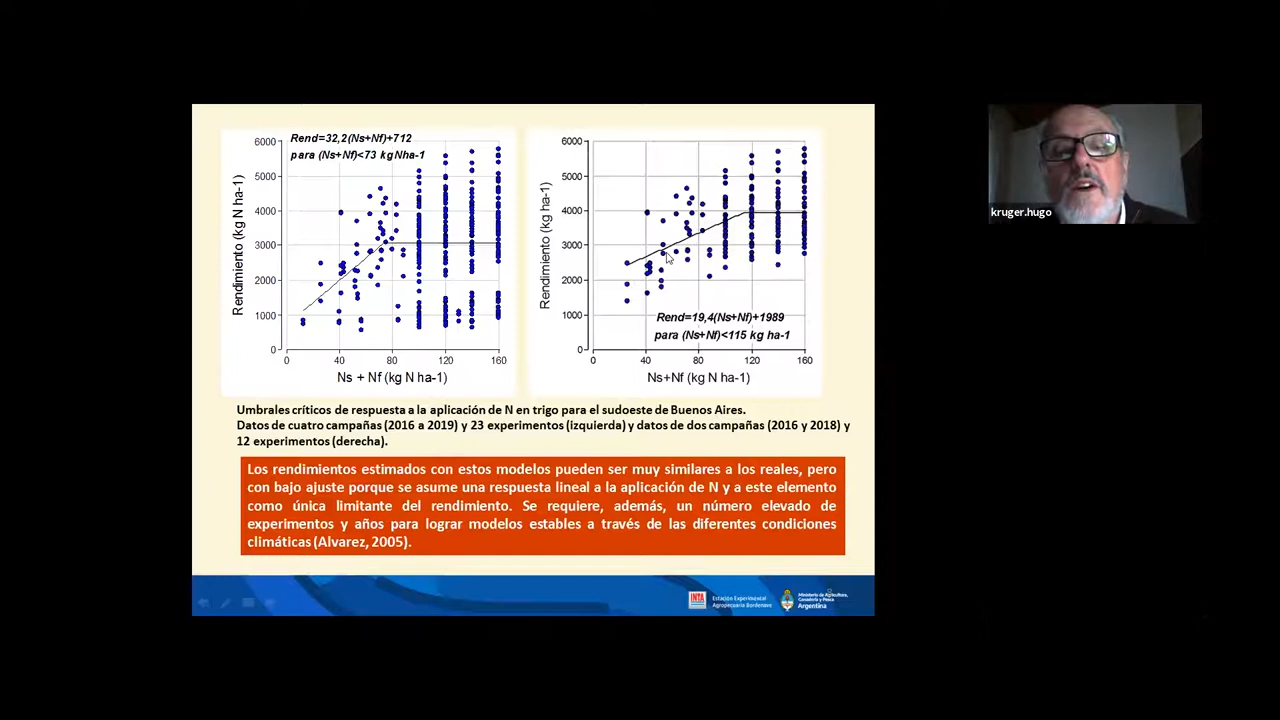 Rend=32,2(Ns+Nf)+712
para (Ns+Nf)<73 kgNha-1
Rendimiento (kg N ha-1)
6000
5000
4000
3000
2000
1000
0
0 40 80 120 160
Ns + Nf (kg N ha-1)
Rendimiento (kg ha-1)
6000
5000
4000
3000
2000
1000
0
Rend=19,4(Ns+Nf)+1989
para (Ns+Nf)<115 kg ha-1
0 40 80 120 160
Ns+Nf (kg N ha-1)
kruger.hugo
Umbrales críticos de respuesta a la aplicación de N en trigo para el sudoeste de Buenos Aires.
Datos de cuatro campañas (2016 a 2019) y 23 experimentos (izquierda) y datos de dos campañas (2016 y 2018) y
12 experimentos (derecha).
Los rendimientos estimados con estos modelos pueden ser muy similares a los reales, pero
con bajo ajuste porque se asume una respuesta lineal a la aplicación de N y a este elemento
como única limitante del rendimiento. Se requiere, además, un número elevado de
experimentos y años para lograr modelos estables a través de las diferentes condiciones
climáticas (Alvarez, 2005).
INTA
Estación Experimental
Agropecuaria Bordenave
Ministerio de Agricultura,
Ganadería y Pesca
Argentina